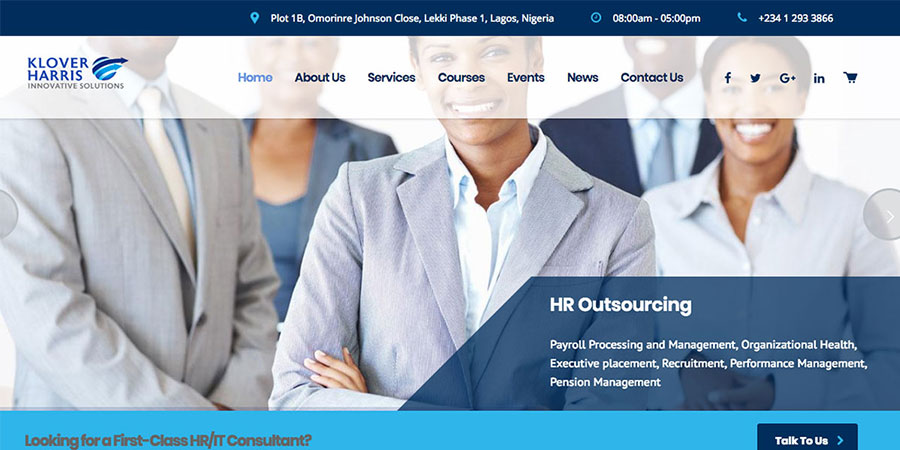 Plot 1B, Omorinre Johnson Close, Lekki Phase 1, Lagos, Nigeria 08:00am - 05:00pm +234 1 293 3866
KLOVER
HARRIS
INNOVATIVE SOLUTIONS
Home About Us Services Courses Events News Contact Us
HR Outsourcing
Payroll Processing and Management, Organizational Health,
Executive placement, Recruitment, Performance Management,
Pension Management
Looking for a First-Class HR/IT Consultant?
Talk To Us